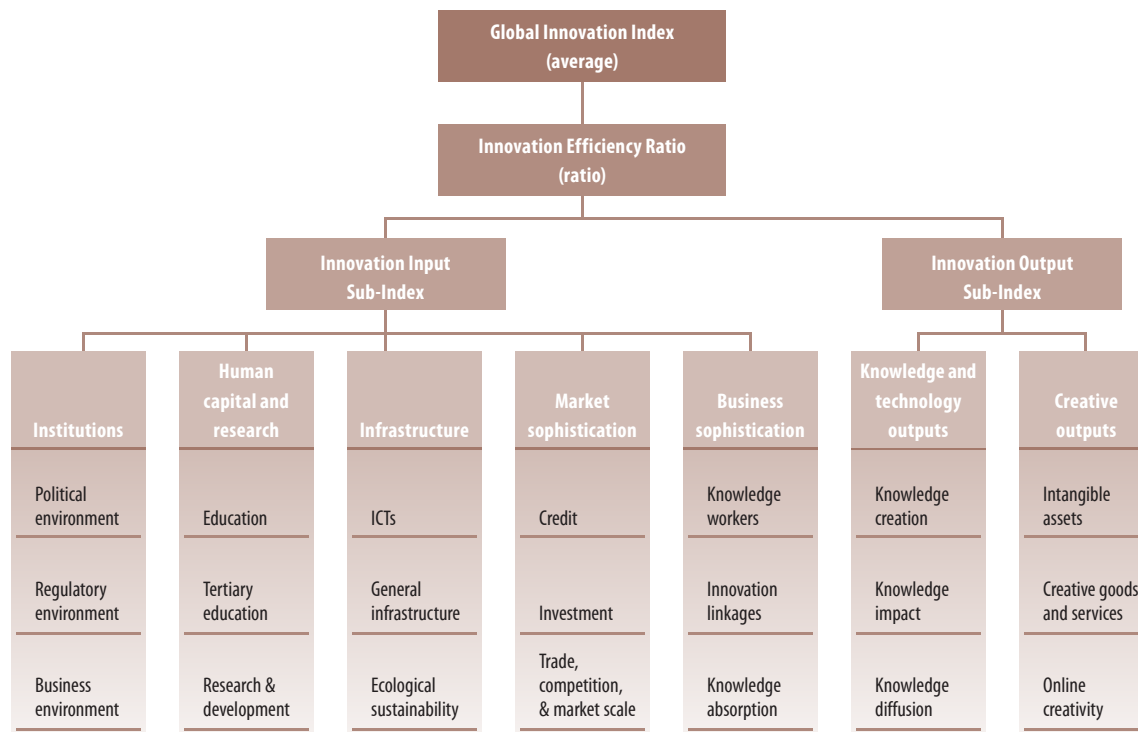 Global Innovation Index
(average)
Innovation Efficiency Ratio
(ratio)
Innovation Input
Sub-Index
Innovation Output
Sub-Index
Institutions
Human
capital and
research
Infrastructure
Market
sophistication
Business
sophistication
Knowledge and
technology
outputs
Creative
outputs
Political
environment
Education
ICTs
Credit
Knowledge
workers
Knowledge
creation
Intangible
assets
Regulatory
environment
Tertiary
education
General
infrastructure
Investment
Innovation
linkages
Knowledge
impact
Creative goods
and services
Business
environment
Research &
development
Ecological
sustainability
Trade,
competition,
& market scale
Knowledge
absorption
Knowledge
diffusion
Online
creativity